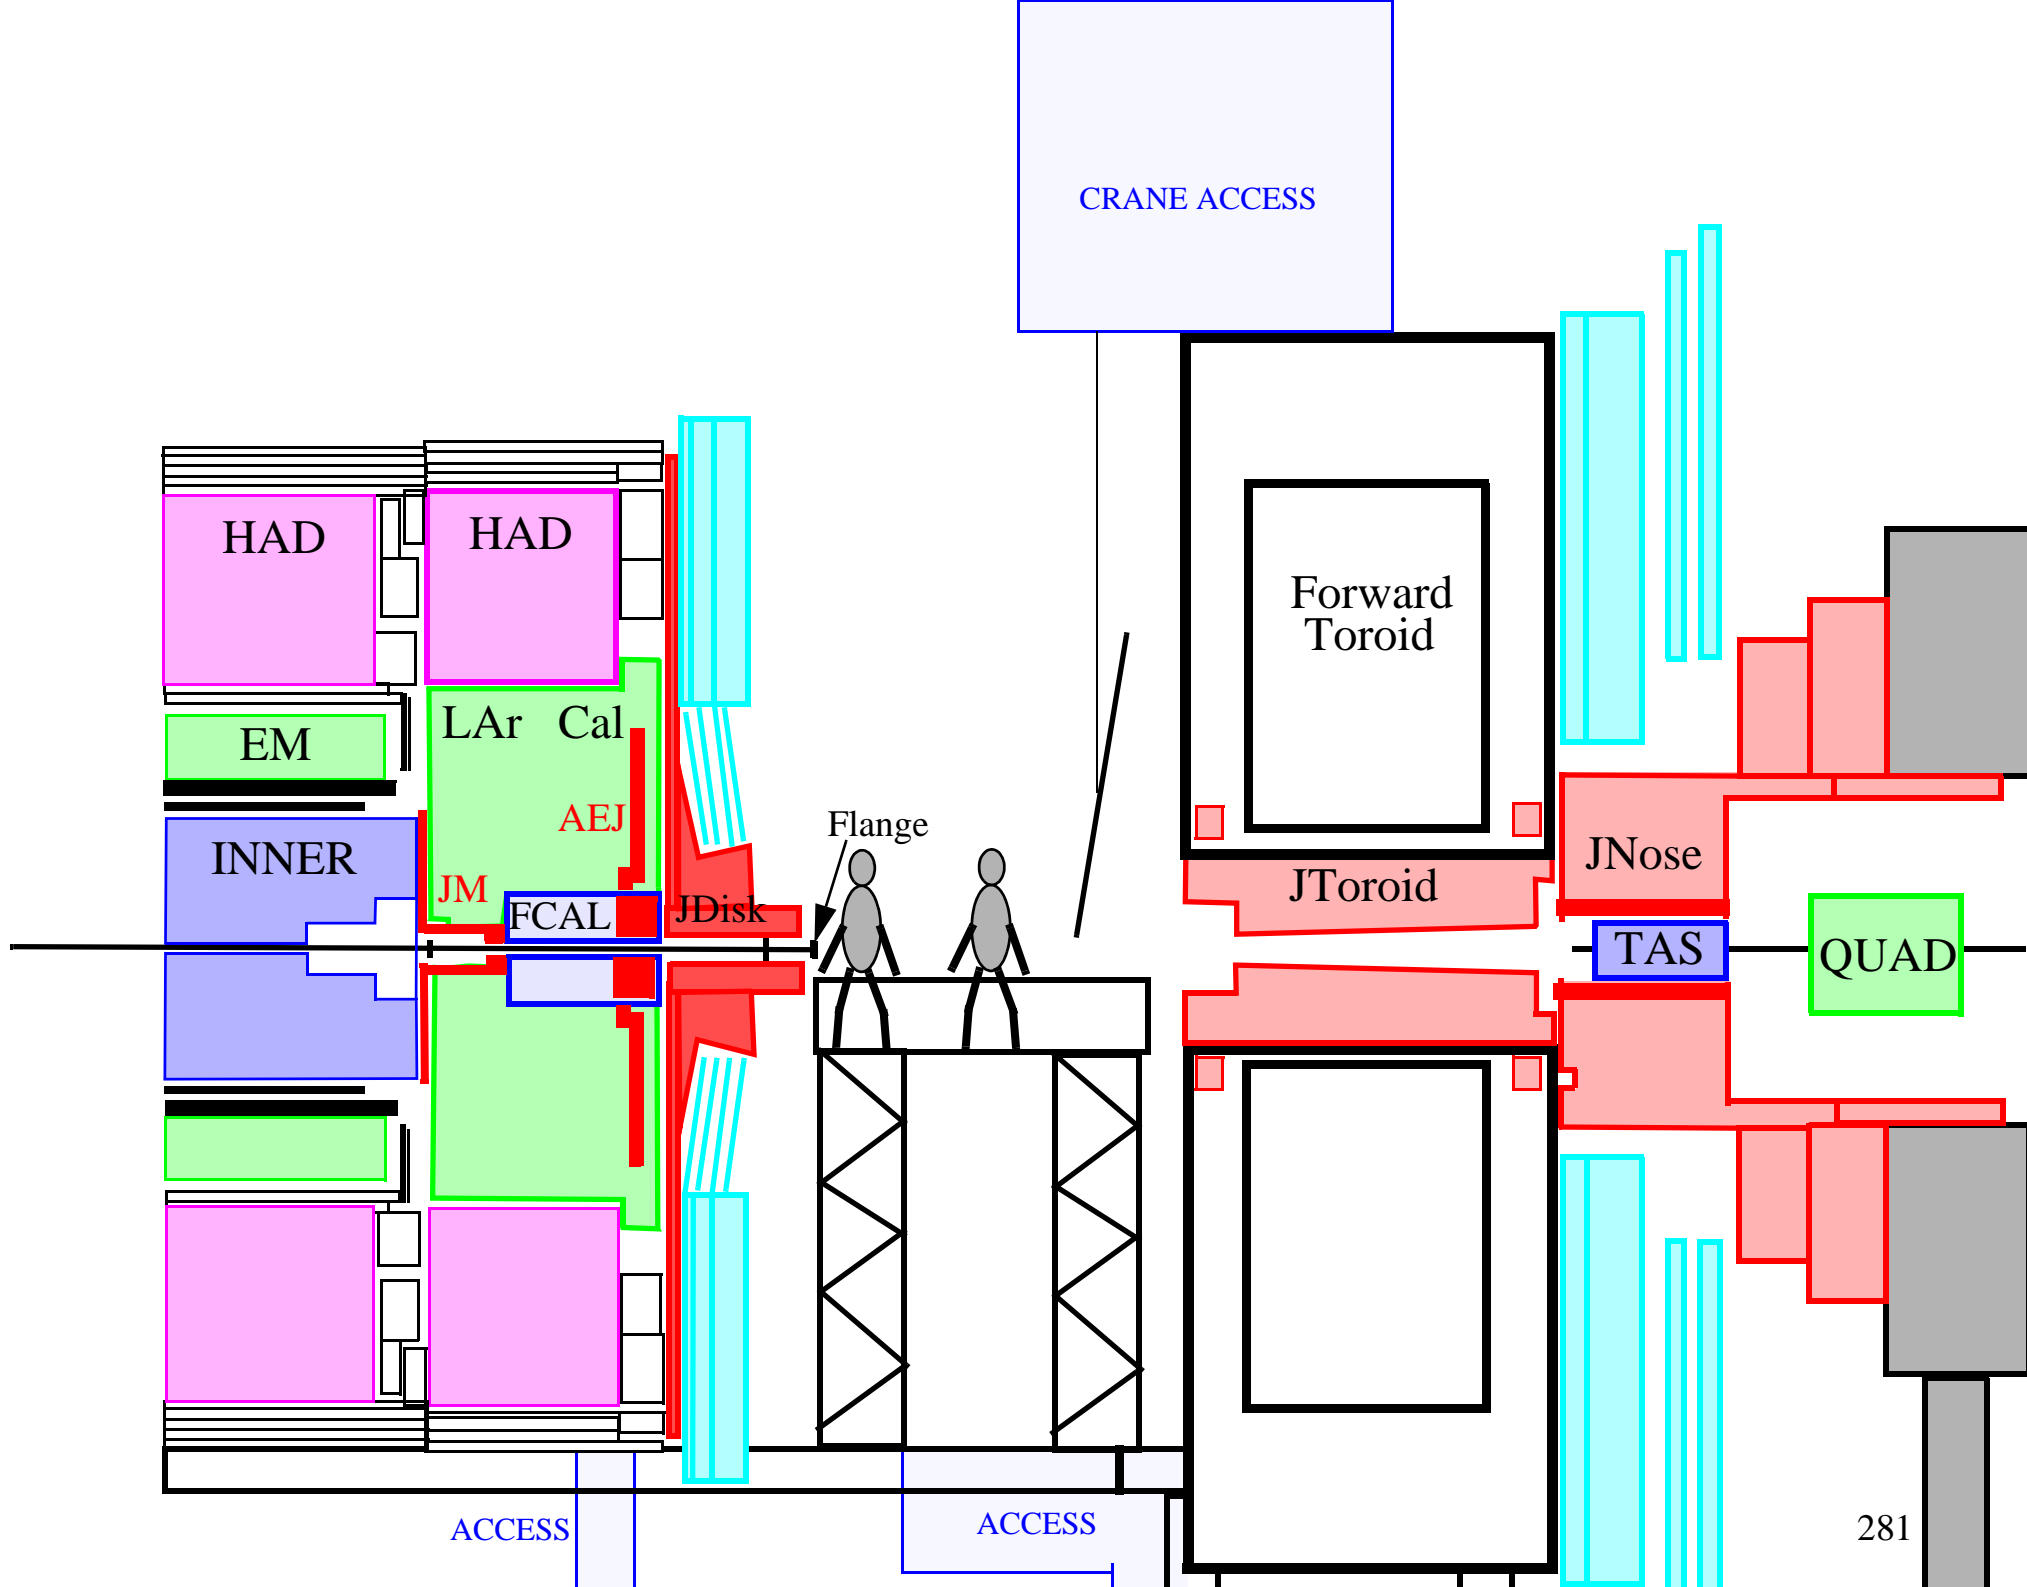 CRANE ACCESS
HAD
HAD
Forward
Toroid
LAr Cal
EM
AEJ
Flange
INNER
JM
FCAL
JDisk
JToroid
JNose
TAS
QUAD
ACCESS
ACCESS
281